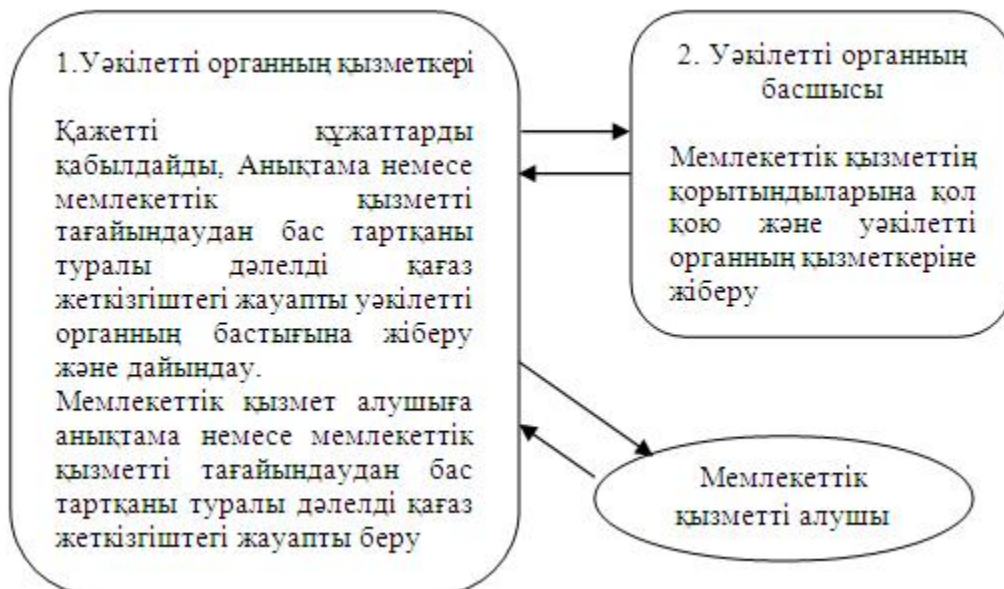 1.Уәкілетті органның қызметкері
Қажетті құжаттарды
қабылдайды, Анықтама немесе
мемлекеттік қызметті
тағайындаудан бас тартқаны
туралы дәлелді қағаз
жеткізгіштегі жауапты уәкілетті
органның бастығына жіберу
және дайындау.
Мемлекеттік қызмет алушыға
анықтама немесе мемлекеттік
қызметті тағайындаудан бас
тартқаны туралы дәлелді қағаз
жеткізгіштегі жауапты беру
2. Уәкілетті органның
басшысы
Мемлекеттік қызметтің
қорытындыларына қол
қою және уәкілетті
органның қызметкеріне
жіберу
Мемлекеттік
қызметті алушы